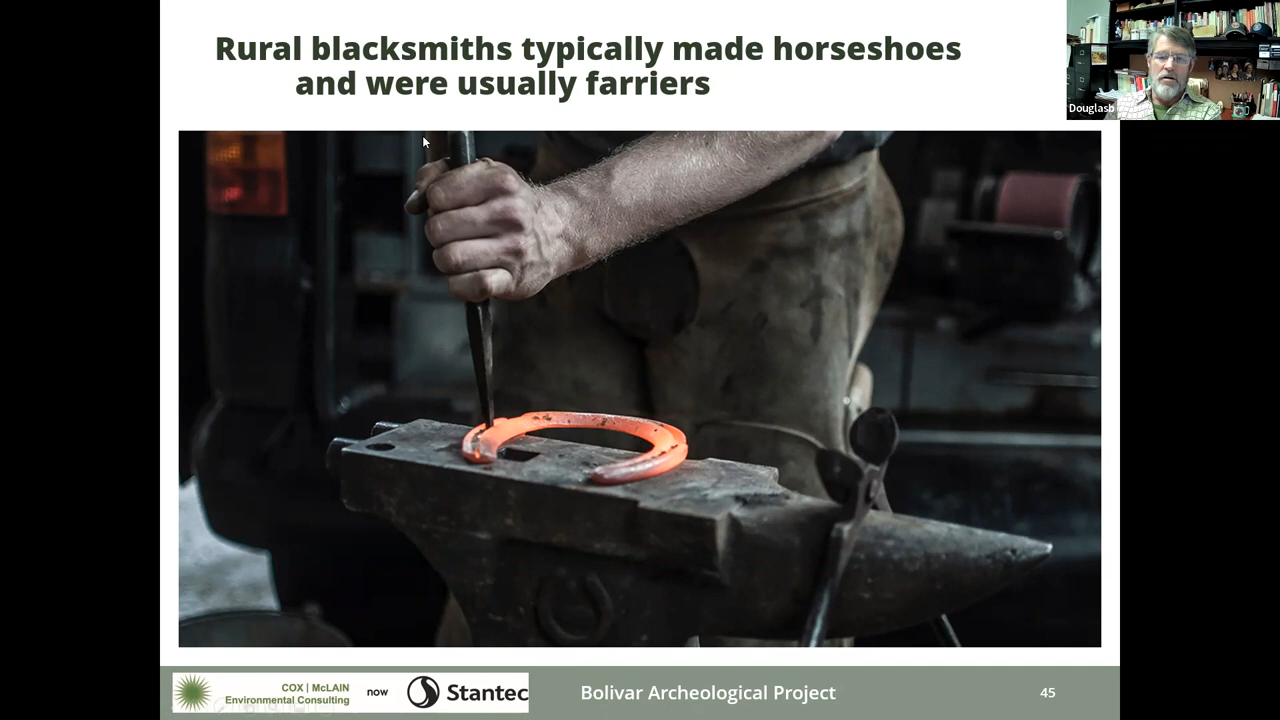 Rural blacksmiths typically made horseshoes
and were usually farriers
Douglasb
COX | McLAIN
Environmental Consulting
now
Stantec
Bolivar Archeological Project
45